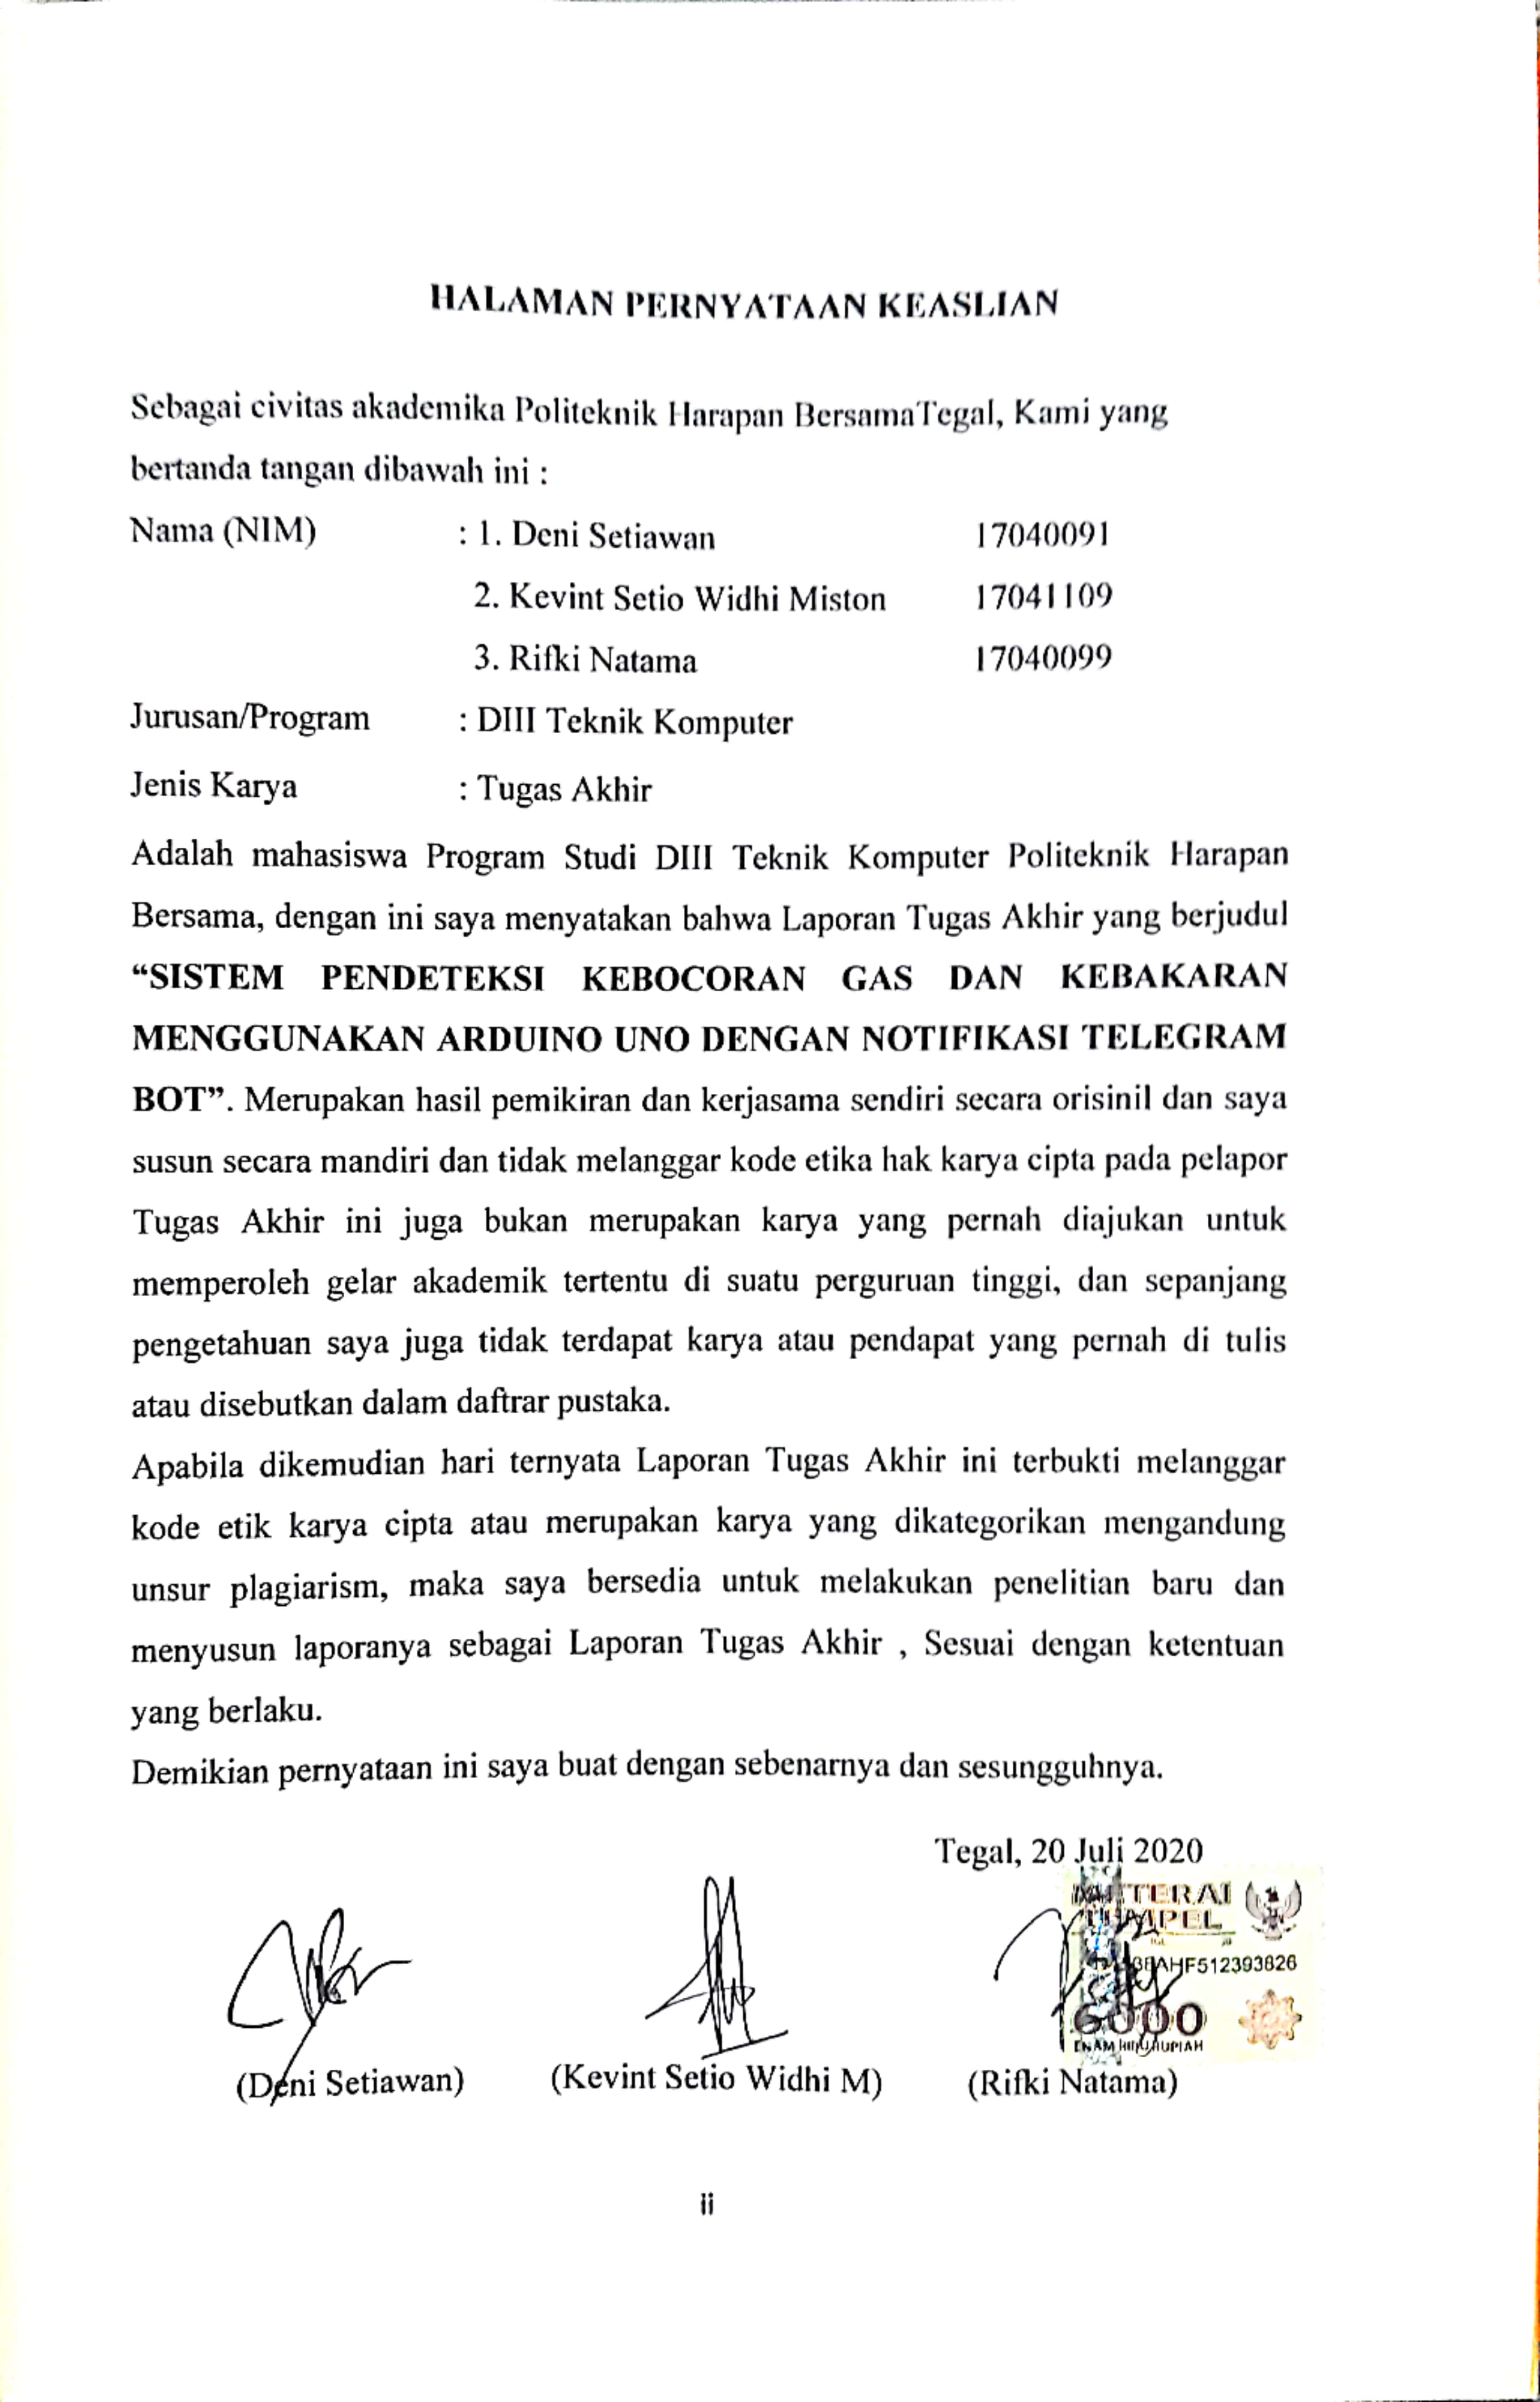 HALAMAN PERNYATAAN KEASLIAN
Sebagai civitas akademika Politeknik Harapan BersamaTegal, Kami yang
bertanda tangan dibawah ini :
Nama (NIM) : 1. Deni Setiawan 17040091
2. Kevint Setio Widhi Miston 17041109
3. Rifki Natama 17040099
Jurusan/Program : DIII Teknik Komputer
Jenis Karya : Tugas Akhir
Adalah mahasiswa Program Studi DIII Teknik Komputer Politeknik Harapan
Bersama, dengan ini saya menyatakan bahwa Laporan Tugas Akhir yang berjudul
“SISTEM PENDETEKSI KEBOCORAN GAS DAN KEBAKARAN
MENGGUNAKAN ARDUINO UNO DENGAN NOTIFIKASI TELEGRAM
BOT”. Merupakan hasil pemikiran dan kerjasama sendiri secara orisinil dan saya
susun secara mandiri dan tidak melanggar kode etika hak karya cipta pada pelapor
Tugas Akhir ini juga bukan merupakan karya yang pernah diajukan untuk
memperoleh gelar akademik tertentu di suatu perguruan tinggi, dan sepanjang
pengetahuan saya juga tidak terdapat karya atau pendapat yang pernah di tulis
atau disebutkan dalam daftrar pustaka.
Apabila dikemudian hari ternyata Laporan Tugas Akhir ini terbukti melanggar
kode etik karya cipta atau merupakan karya yang dikategorikan mengandung
unsur plagiarism, maka saya bersedia untuk melakukan penelitian baru dan
menyusun laporanya sebagai Laporan Tugas Akhir , Sesuai dengan ketentuan
yang berlaku.
Demikian pernyataan ini saya buat dengan sebenarnya dan sesungguhnya.
Tegal, 20 Juli 2020
METERAI
TEMPEL
AHF512393826
6000
ENAM RIBU RUPIAH
(Deni Setiawan) (Kevint Setio Widhi M) (Rifki Natama)
ii